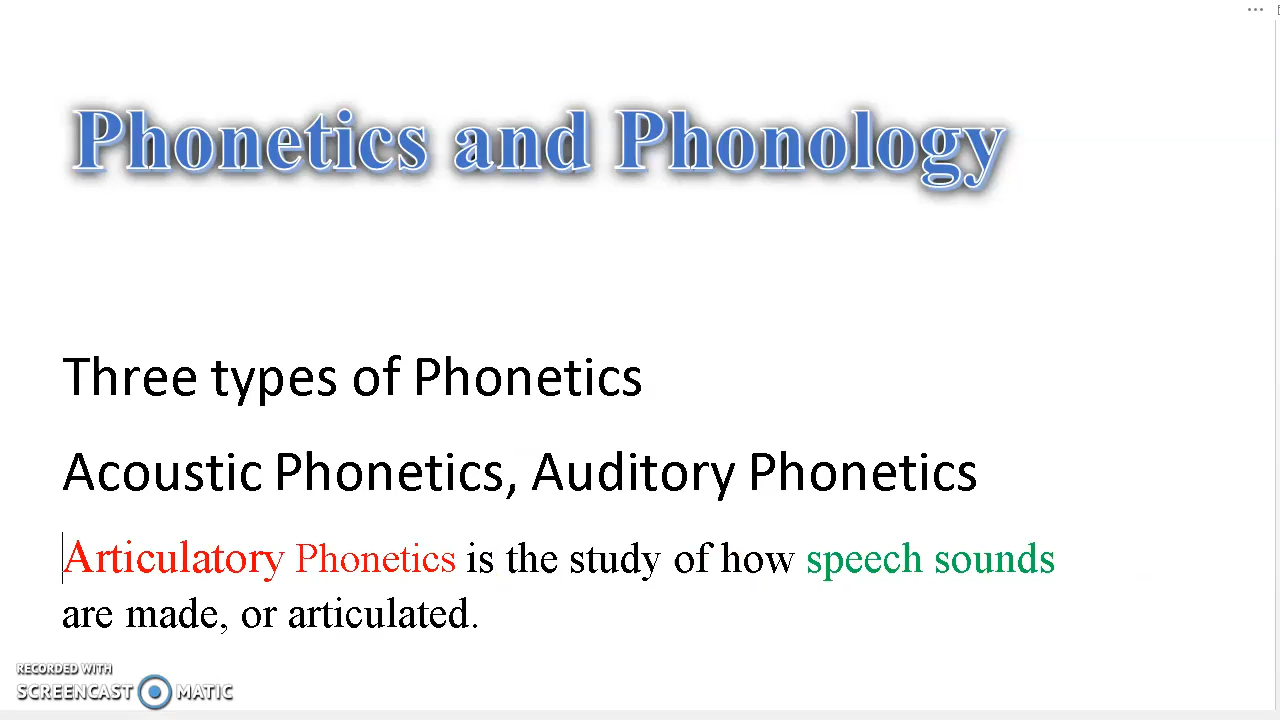 Phonetics and Phonology
Three types of Phonetics
Acoustic Phonetics, Auditory Phonetics
Articulatory Phonetics is the study of how speech sounds
are made, or articulated.
RECORDED WITH
SCREENCAST MATIC